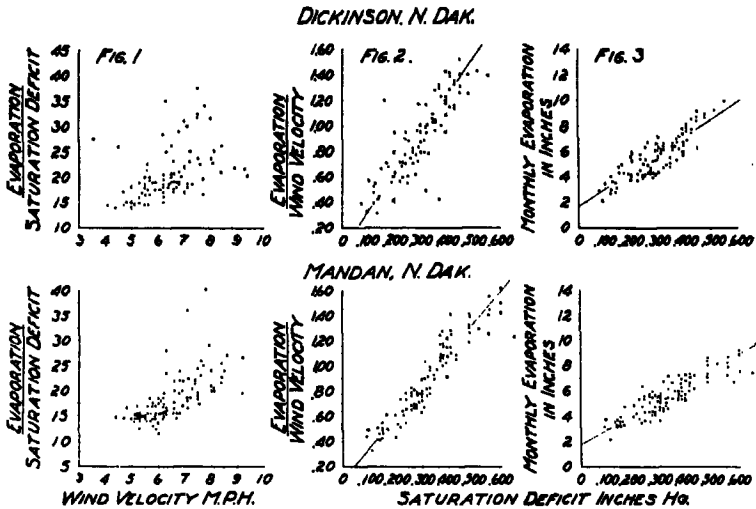 DICKINSON, N. DAK.
FIG. 1
FIG. 2.
FIG. 3
EVAPORATION
SATURATION DEFICIT
45
40
35
30
25
20
15
10
3 4 5 6 7 8 9 10
EVAPORATION
WIND VELOCITY
1.60
1.40
1.20
1.00
.80
.60
.40
.20
0 .100 .200 .300 .400 .500 .600
MONTHLY EVAPORATION
IN INCHES
14
12
10
8
6
4
2
0
0 .100 .200 .300 .400 .500 .600
MANDAN, N. DAK.
EVAPORATION
SATURATION DEFICIT
40
35
30
25
20
15
10
5
3 4 5 6 7 8 9 10
WIND VELOCITY M.P.H.
EVAPORATION
WIND VELOCITY
1.60
1.40
1.20
1.00
.80
.60
.40
.20
0 .100 .200 .300 .400 .500 .600
MONTHLY EVAPORATION
IN INCHES
14
12
10
8
6
4
2
0
0 .100 .200 .300 .400 .500 .600
SATURATION DEFICIT INCHES HG.